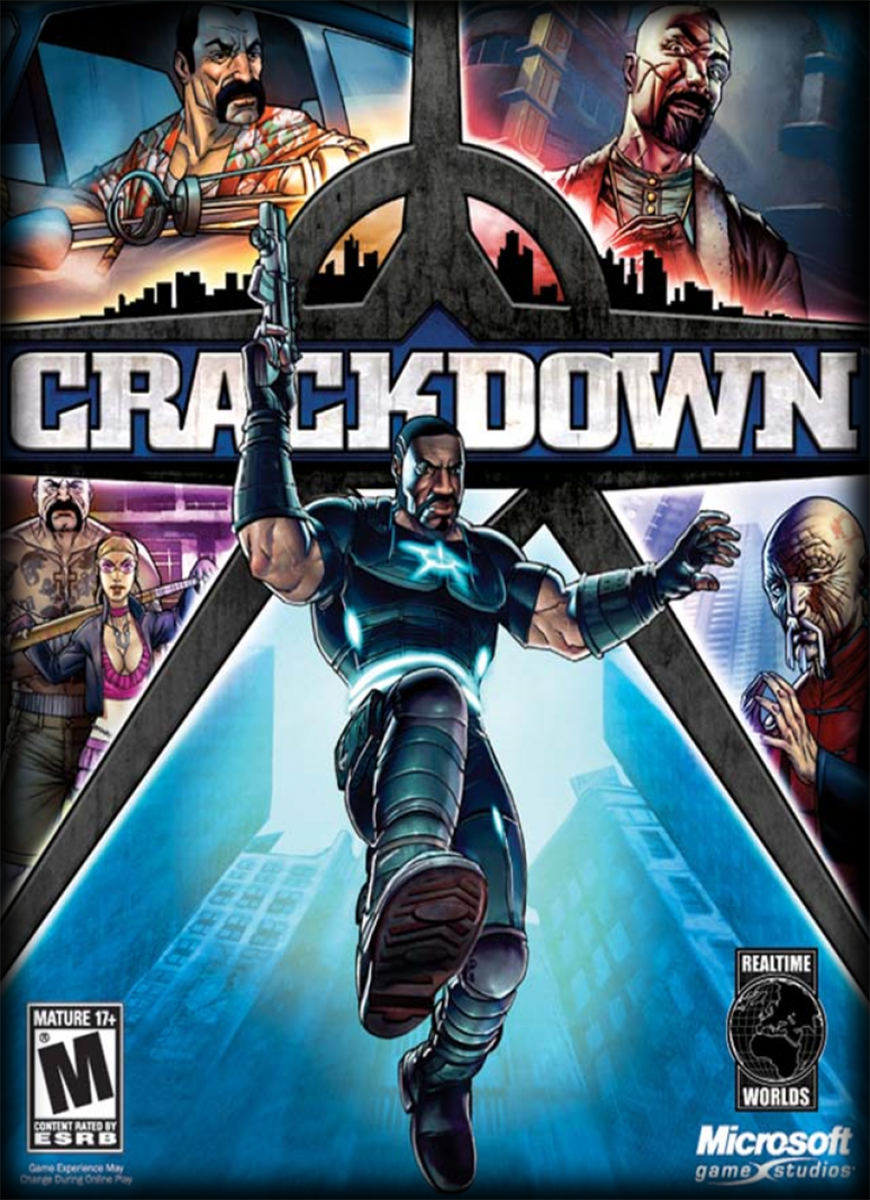 CRACKDOWN
REALTIME
WORLDS
MATURE 17+
M
CONTENT RATED BY
ESRB
Game Experience May
Change During Online Play
Microsoft
game studios